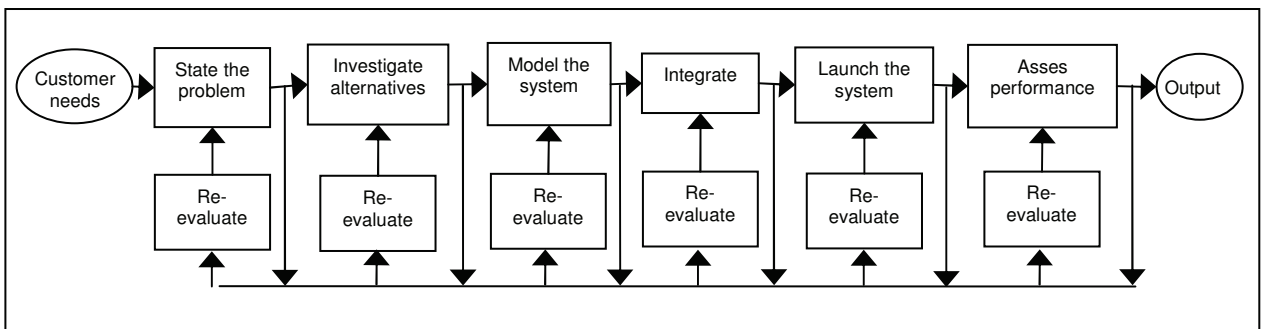 Customer
needs
State the
problem
Investigate
alternatives
Model the
system
Integrate
Launch the
system
Asses
performance
Output
Re-
evaluate
Re-
evaluate
Re-
evaluate
Re-
evaluate
Re-
evaluate
Re-
evaluate